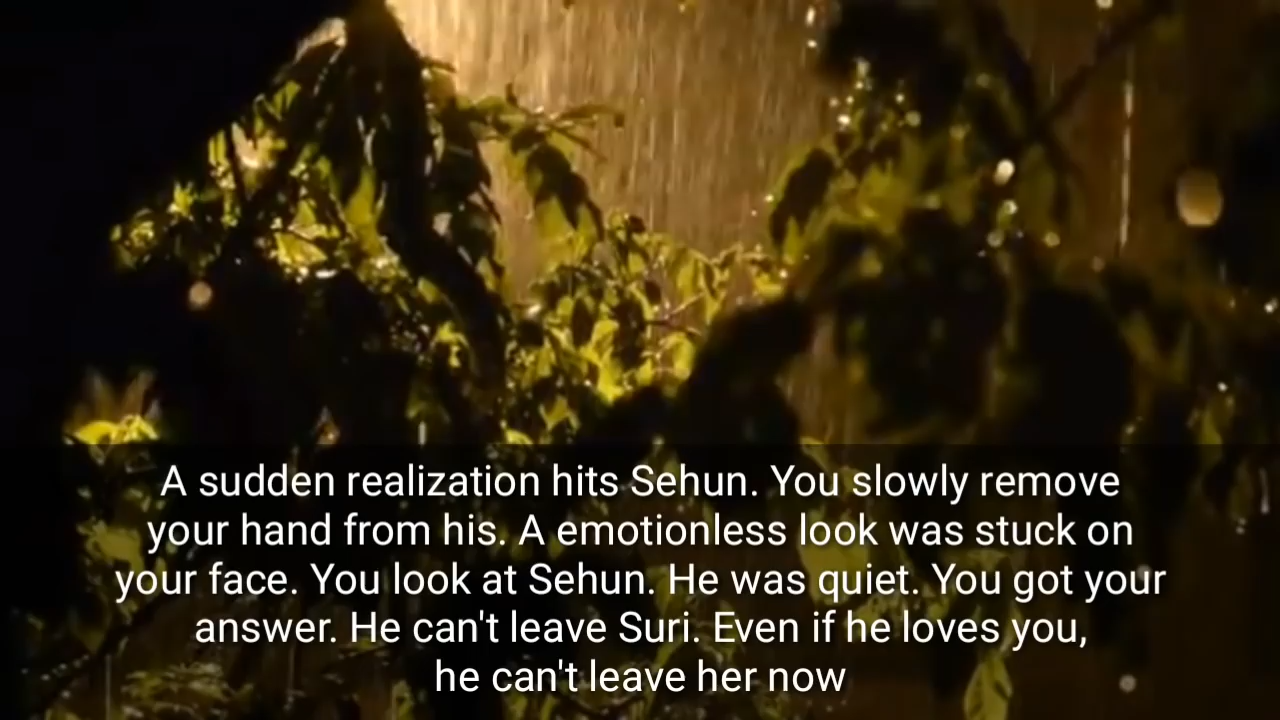 A sudden realization hits Sehun. You slowly remove
your hand from his. A emotionless look was stuck on
your face. You look at Sehun. He was quiet. You got your
answer. He can't leave Suri. Even if he loves you,
he can't leave her now